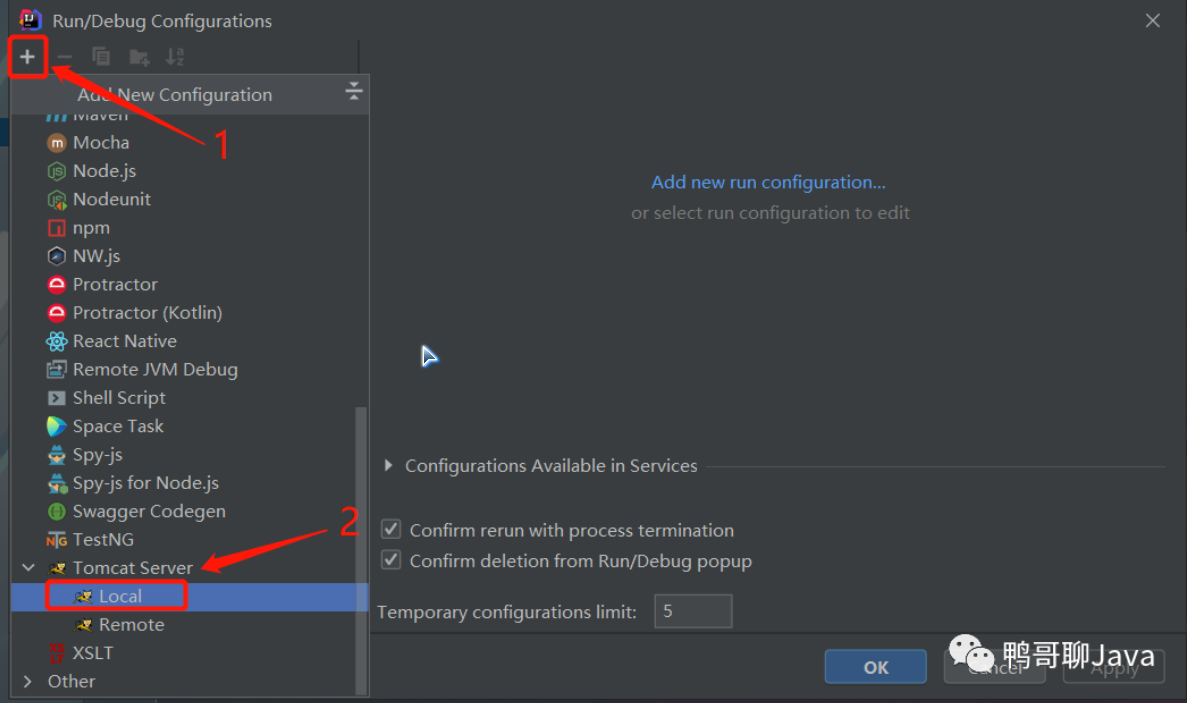 Run/Debug Configurations
Add New Configuration
Maven
Mocha
Node.js
Nodeunit
npm
NW.js
Protractor
Protractor (Kotlin)
React Native
Remote JVM Debug
Shell Script
Space Task
Spy-js
Spy-js for Node.js
Swagger Codegen
TestNG
Tomcat Server
Local
Remote
XSLT
Other
1
2
Add new run configuration...
or select run configuration to edit
Configurations Available in Services
Confirm rerun with process termination
Confirm deletion from Run/Debug popup
Temporary configurations limit: 5
OK Cancel Apply
鸭哥聊Java